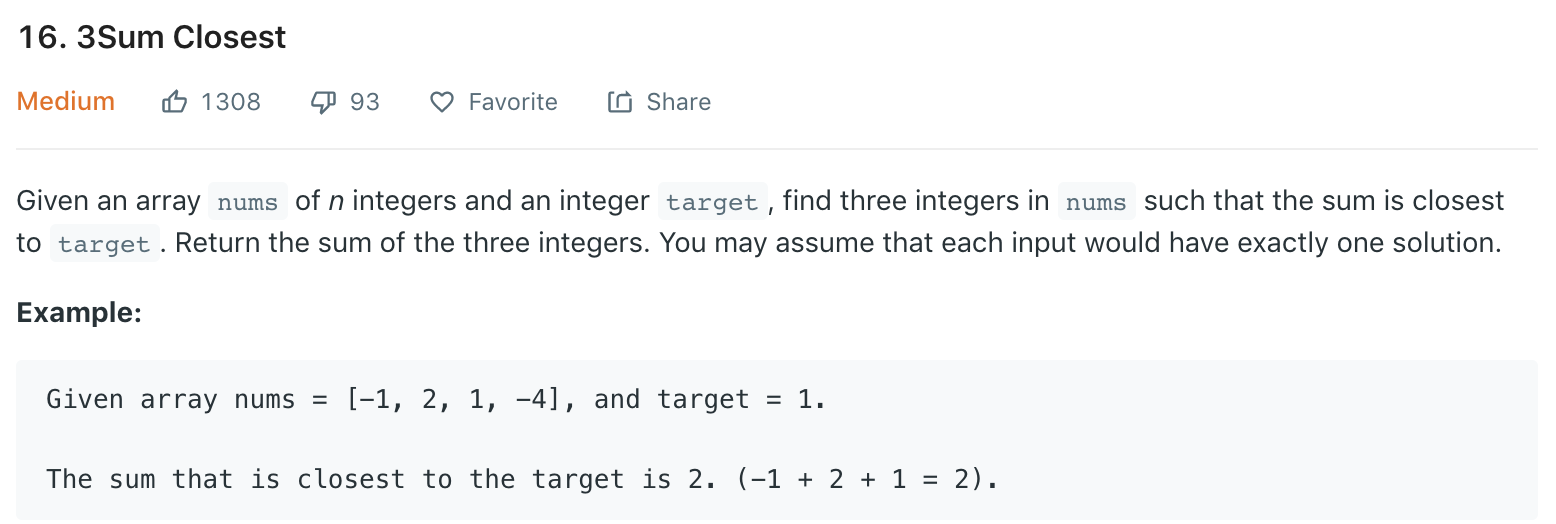 16. 3Sum Closest
Medium 1308 93 Favorite Share
Given an array nums of n integers and an integer target, find three integers in nums such that the sum is closest
to target. Return the sum of the three integers. You may assume that each input would have exactly one solution.
Example:
Given array nums = [-1, 2, 1, -4], and target = 1.
The sum that is closest to the target is 2. (-1 + 2 + 1 = 2).